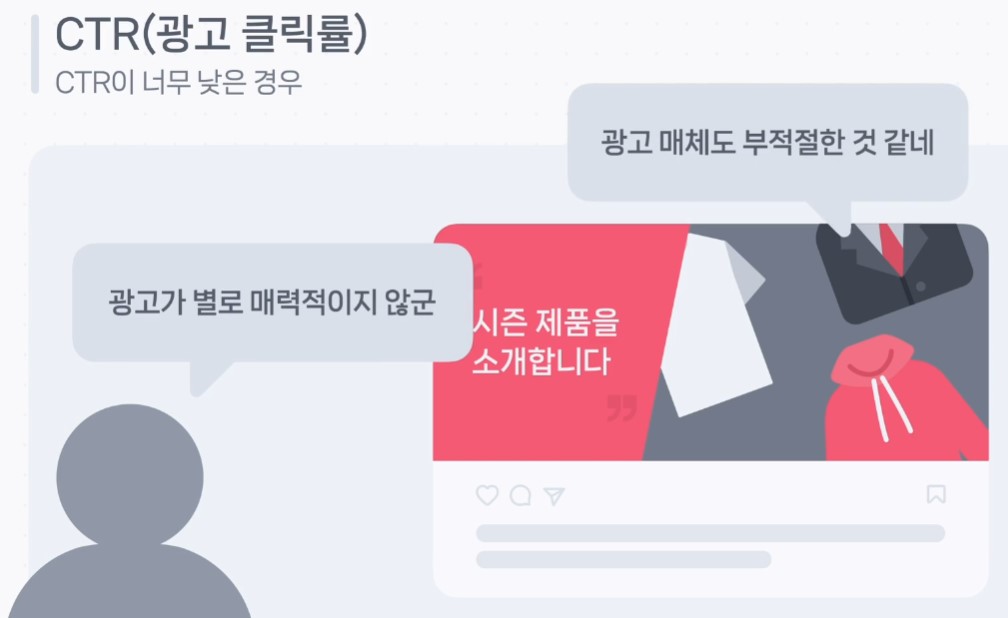 CTR(광고 클릭률)
CTR이 너무 낮은 경우
광고 매체도 부적절한 것 같네
광고가 별로 매력적이지 않군
시즌 제품을
소개합니다